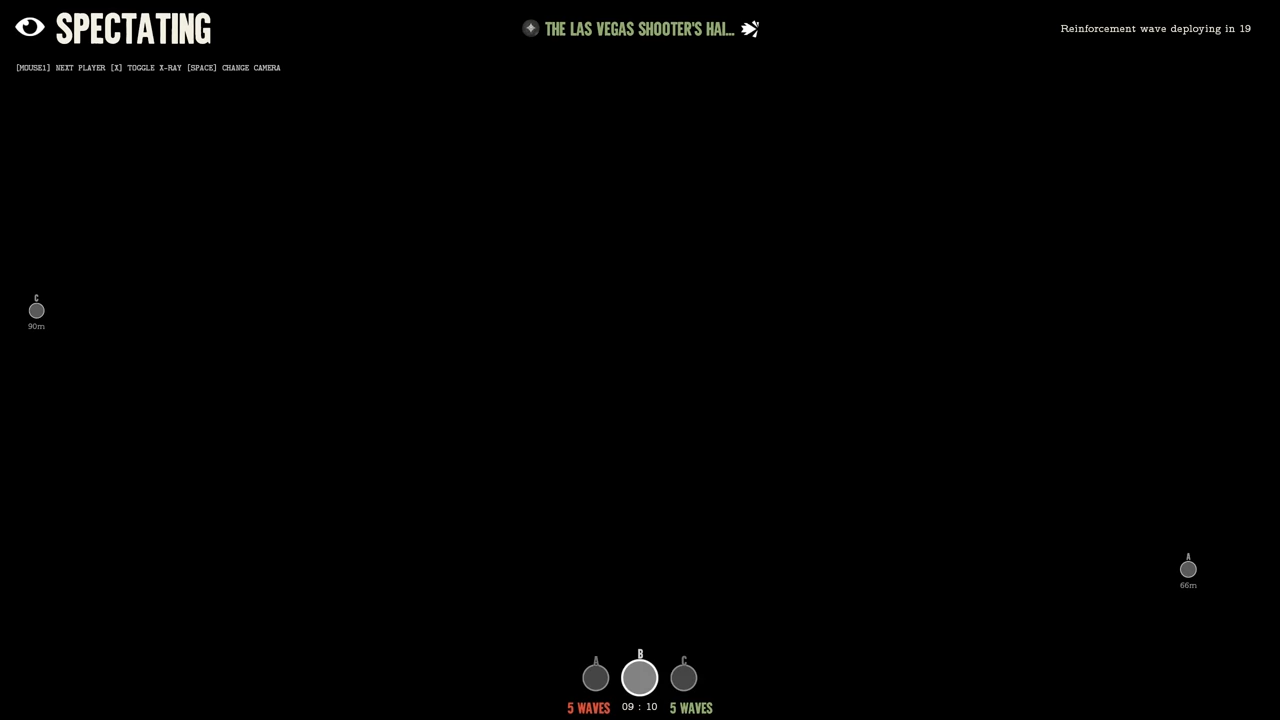 SPECTATING
THE LAS VEGAS SHOOTER'S HAI...
Reinforcement wave deploying in 19
[MOUSE1] NEXT PLAYER [X] TOGGLE X-RAY [SPACE] CHANGE CAMERA
C
90m
A
66m
A B C
5 WAVES 09 : 10 5 WAVES